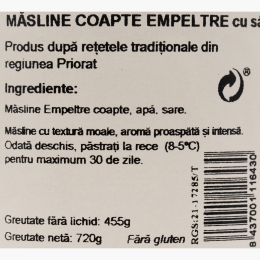 MĂSLINE COAPTE EMPELTRE cu
Produs după rețetele tradiționale din
regiunea Priorat
Ingrediente:
Măsline Empeltre coapte, apă, sare.
Măsline cu textură moale, aromă proaspătă și intensă.
Odată deschis, păstrați la rece (8-5ºC)
pentru maximum 30 de zile.
Greutate fără lichid: 455g
Greutate netă: 720g
Fără gluten
RGS:21-17285/T
8 437001 116430